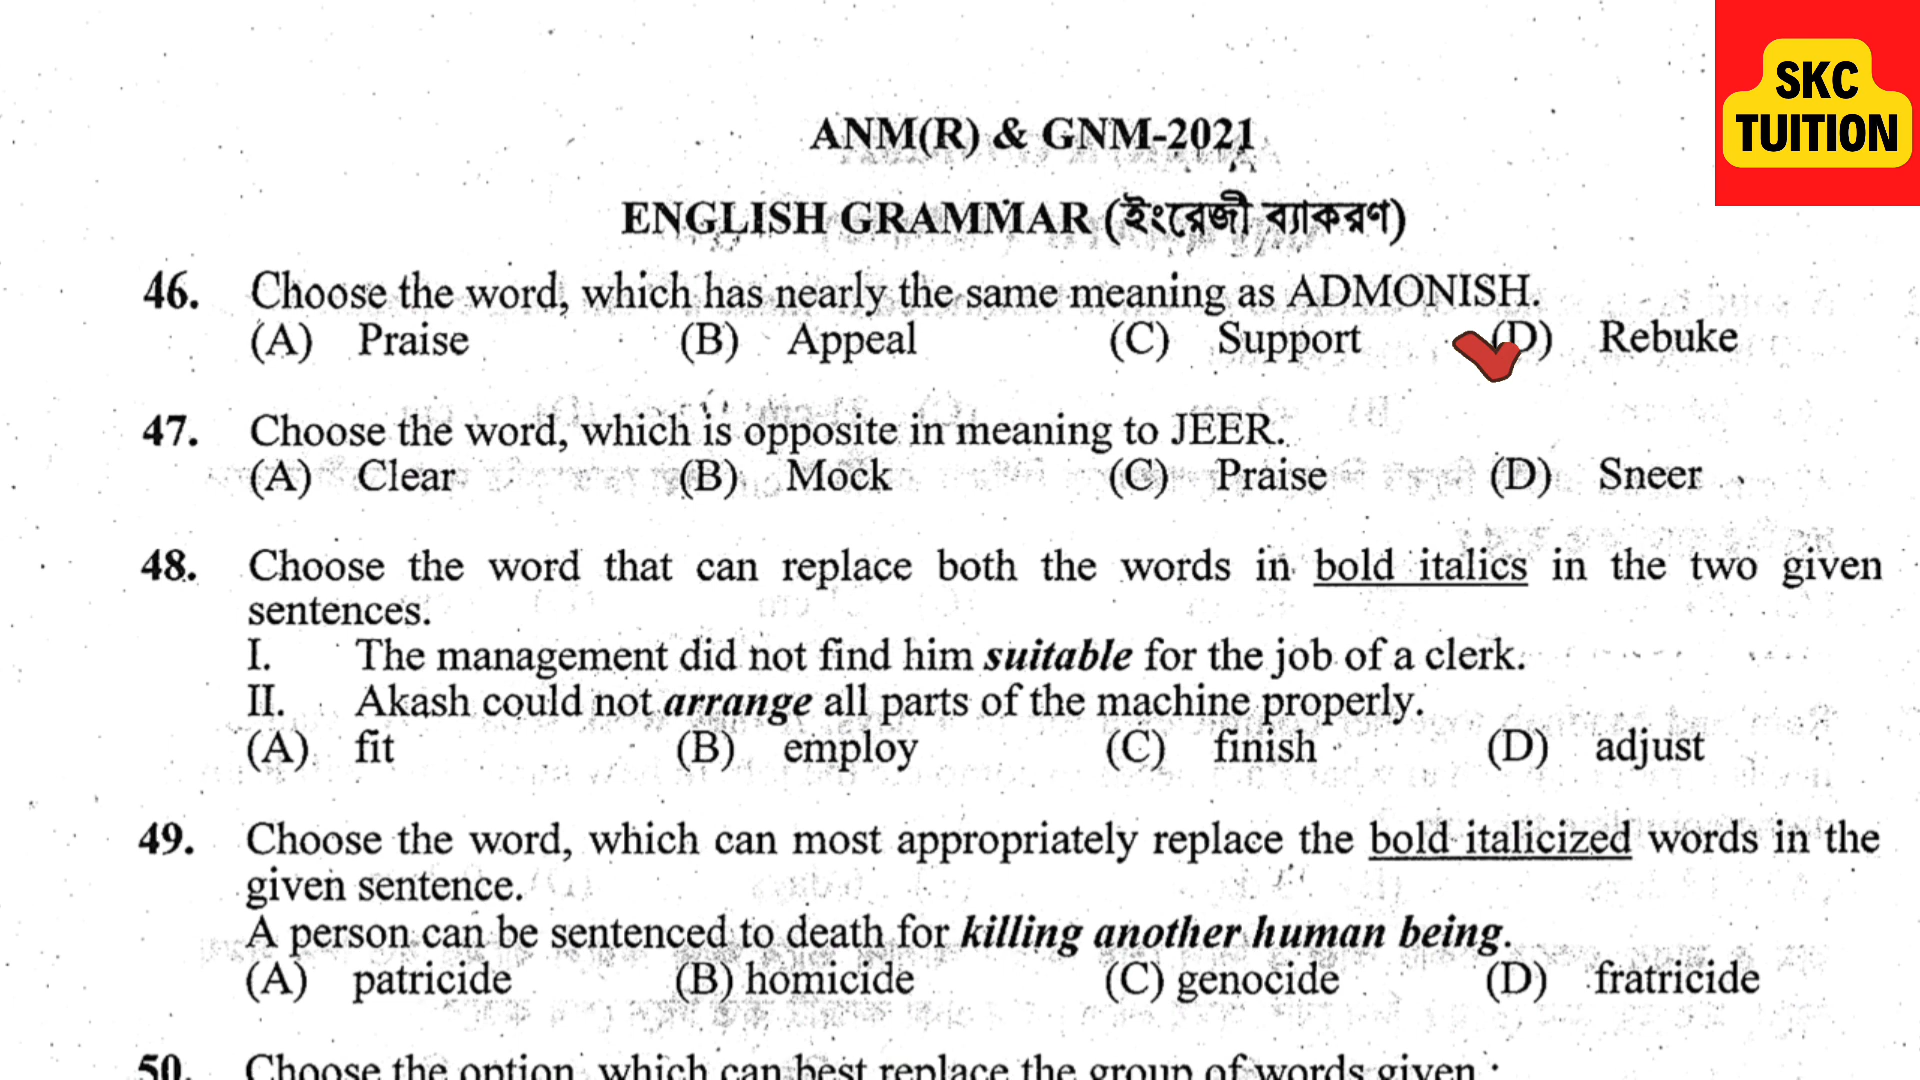 SKC
TUITION
ANM(R) & GNM-2021
ENGLISH GRAMMAR (ইংরেজী ব্যাকরণ)
46. Choose the word, which has nearly the same meaning as ADMONISH.
(A) Praise (B) Appeal (C) Support (D) Rebuke
47. Choose the word, which is opposite in meaning to JEER.
(A) Clear (B) Mock (C) Praise (D) Sneer
48. Choose the word that can replace both the words in bold italics in the two given
sentences.
I. The management did not find him suitable for the job of a clerk.
II. Akash could not arrange all parts of the machine properly.
(A) fit (B) employ (C) finish (D) adjust
49. Choose the word, which can most appropriately replace the bold italicized words in the
given sentence.
A person can be sentenced to death for killing another human being.
(A) patricide (B) homicide (C) genocide (D) fratricide
50. Choose the option, which can best replace the group of words given :